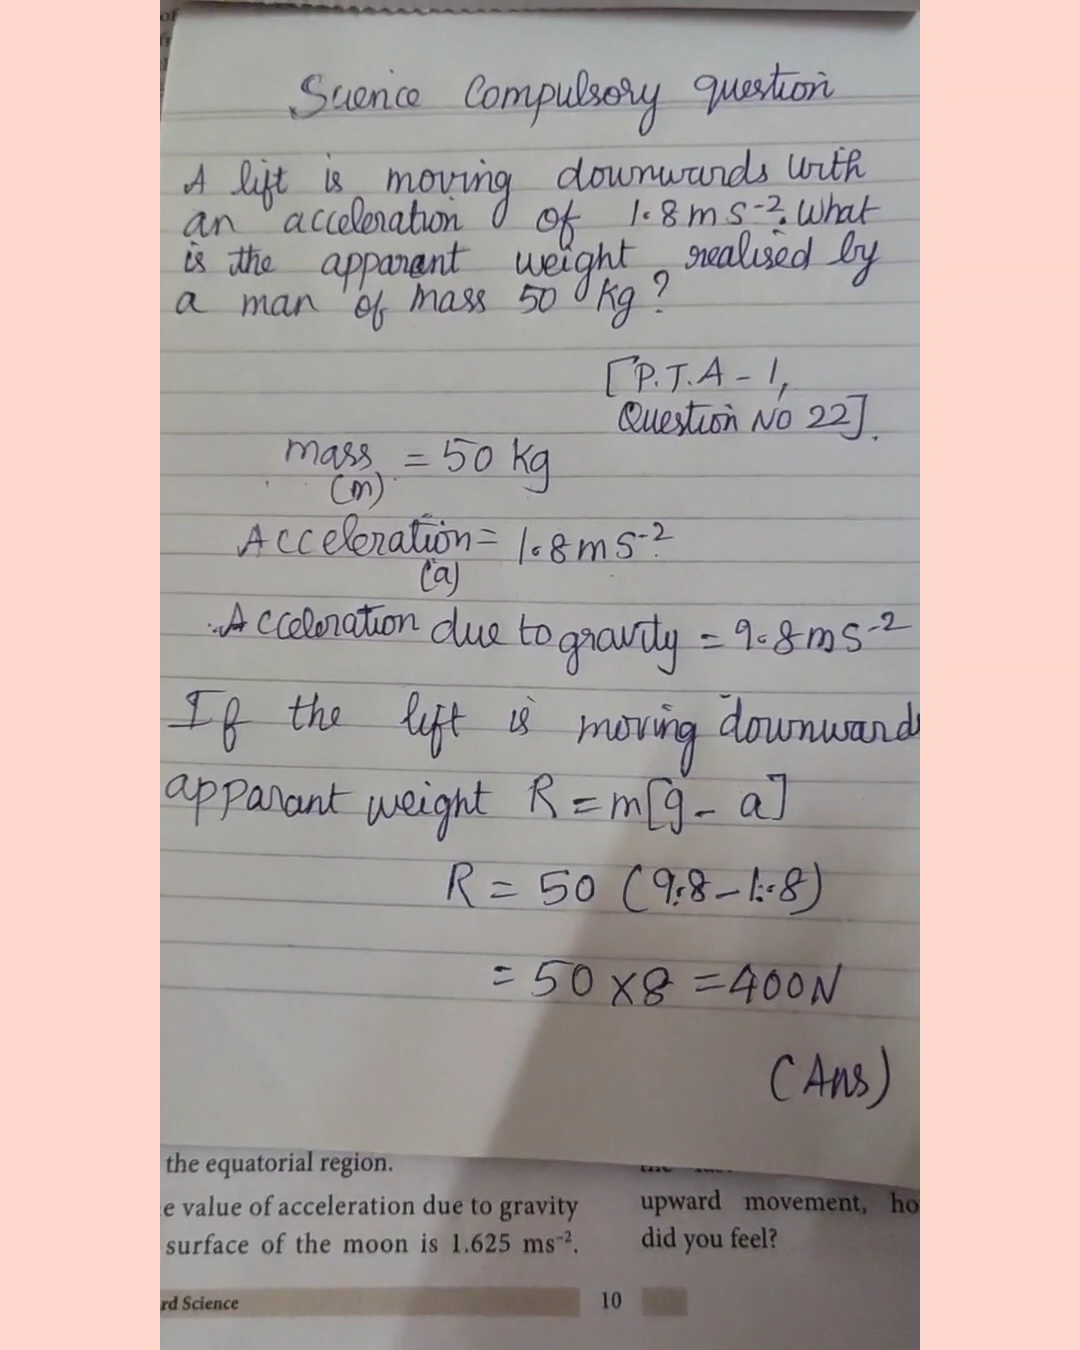 of
Science Compulsory question
A lift is moving downwards with
an acceleration of 1.8 m s-2. What
is the apparent weight realised by
a man of mass 50 kg?
[P.T.A - 1,
Question No 22].
mass = 50 kg
(m)
Acceleration = 1.8 m s-2
(a)
Acceleration due to gravity = 9.8 m s-2
If the lift is moving downward
apparant weight R = m[g - a]
R = 50 (9.8 - 1.8)
= 50 x 8 = 400N
(Ans)
the equatorial region.
e value of acceleration due to gravity
surface of the moon is 1.625 ms-2.
upward movement, ho
did you feel?
rd Science
10